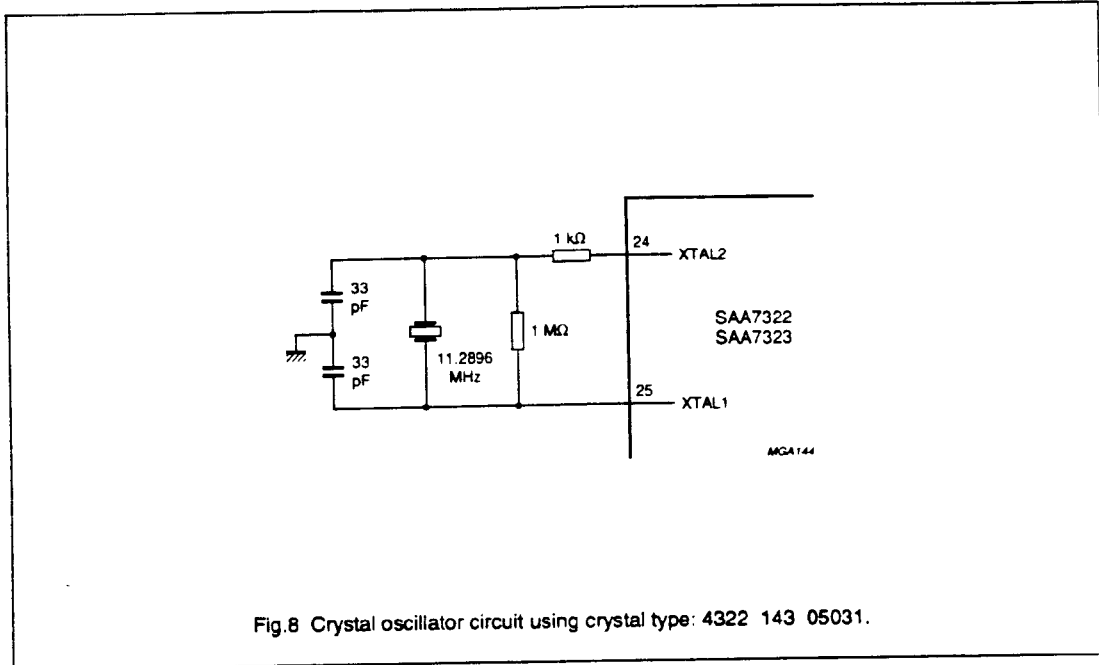 1 kΩ
24
XTAL2
33
pF
1 MΩ
SAA7322
SAA7323
11.2896
MHz
33
pF
25
XTAL1
MGA144
Fig.8 Crystal oscillator circuit using crystal type: 4322 143 05031.